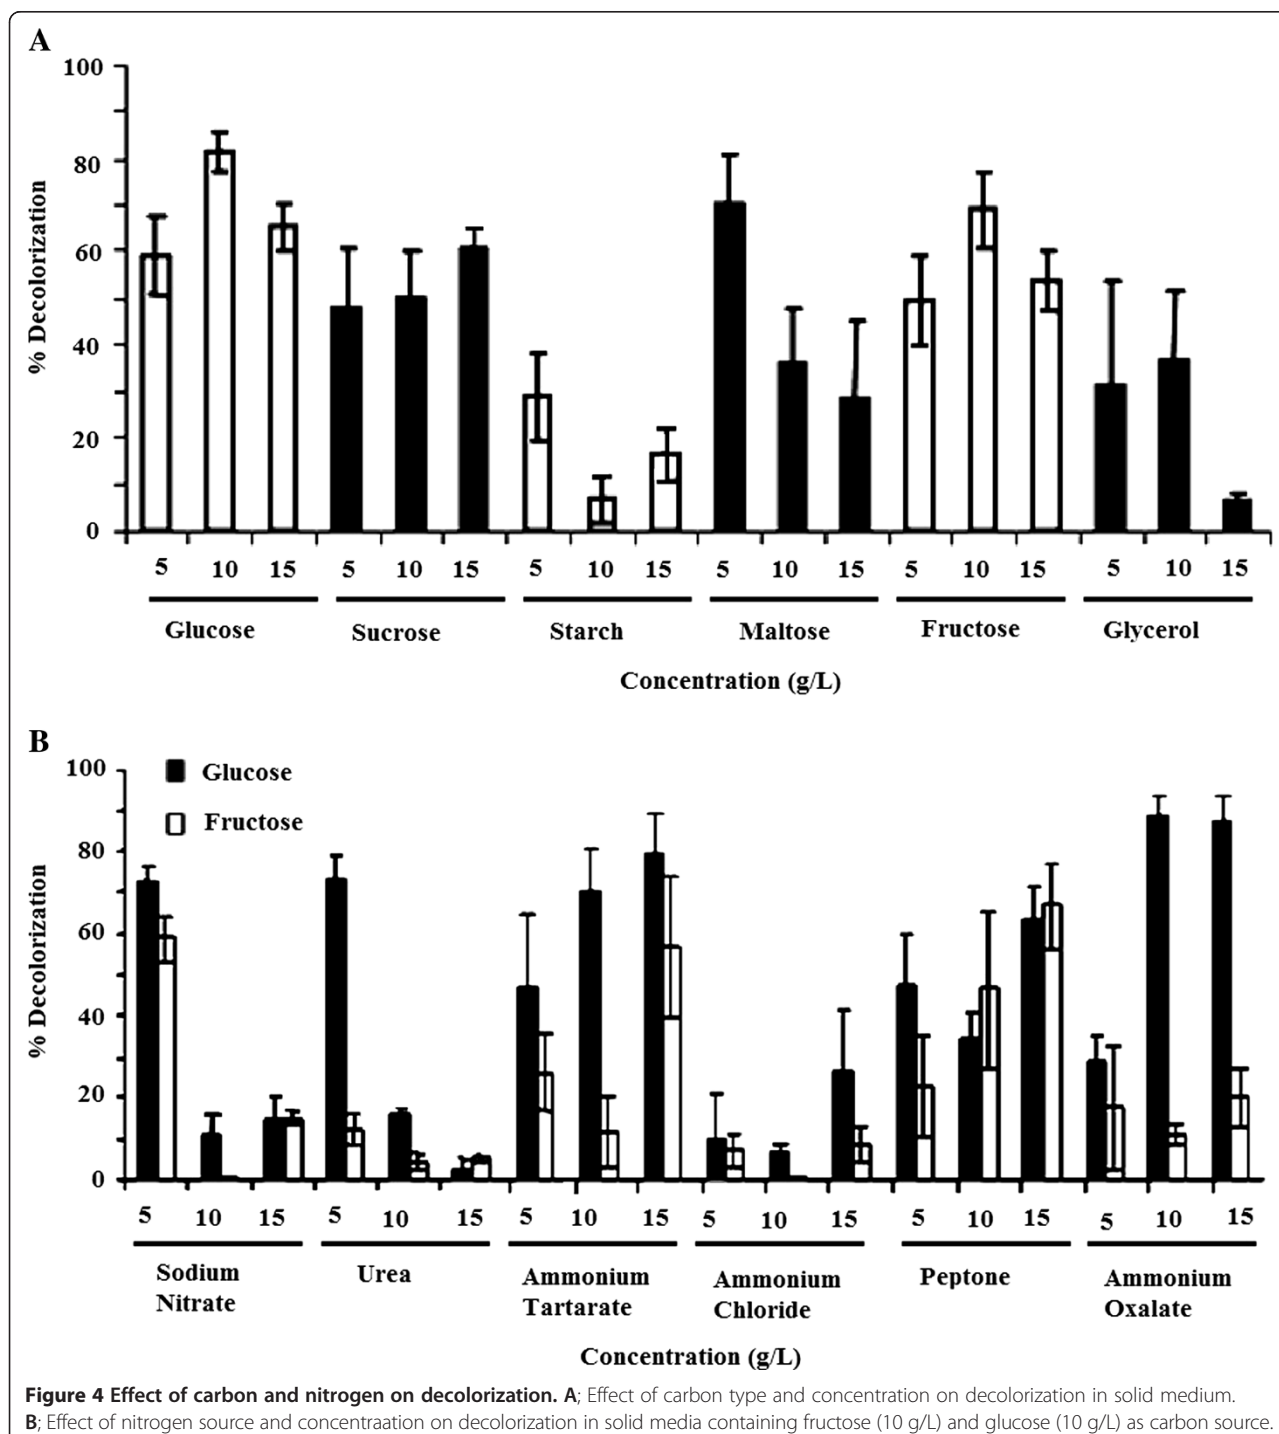 A
100
80
60
40
20
0
% Decolorization
5 10 15 5 10 15 5 10 15 5 10 15 5 10 15 5 10 15
Glucose Sucrose Starch Maltose Fructose Glycerol
Concentration (g/L)
B
100
80
60
40
20
0
% Decolorization
Glucose
Fructose
5 10 15 5 10 15 5 10 15 5 10 15 5 10 15 5 10 15
Sodium Urea Ammonium Ammonium Peptone Ammonium
Nitrate Tartarate Chloride Oxalate
Concentration (g/L)
Figure 4 Effect of carbon and nitrogen on decolorization. A; Effect of carbon type and concentration on decolorization in solid medium.
B; Effect of nitrogen source and concentraation on decolorization in solid media containing fructose (10 g/L) and glucose (10 g/L) as carbon source.